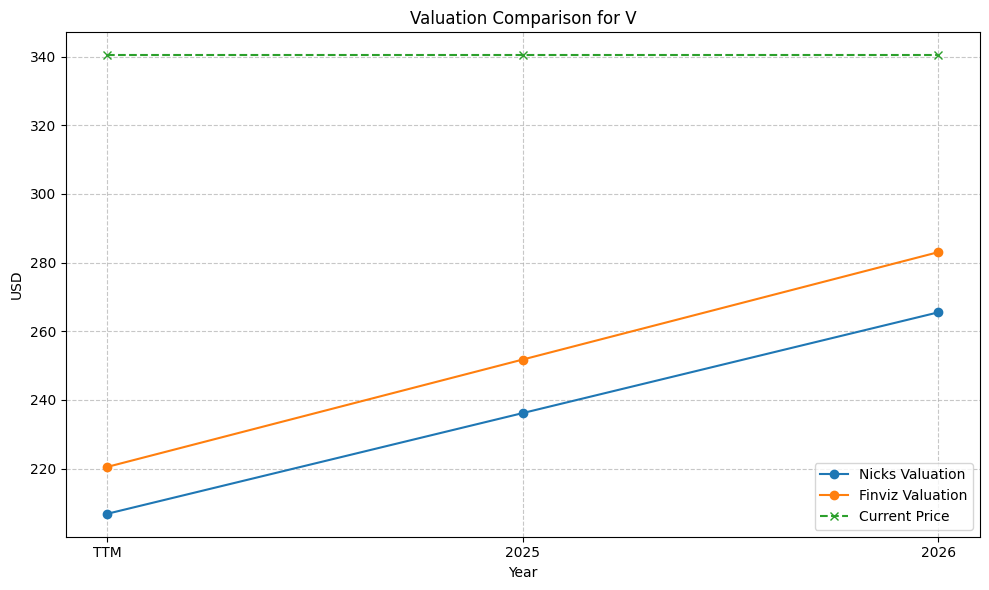 Valuation Comparison for V
USD
340
320
300
280
260
240
220
TTM
2025
2026
Year
Nicks Valuation
Finviz Valuation
Current Price